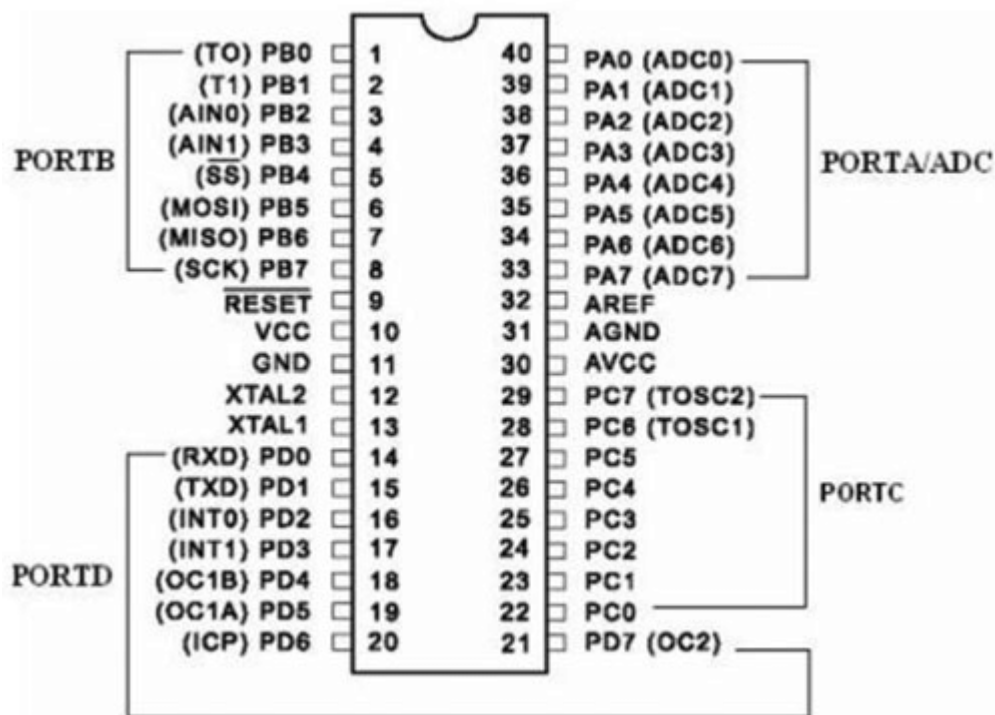 (TO) PB0 1 40 PA0 (ADC0)
(T1) PB1 2 39 PA1 (ADC1)
(AIN0) PB2 3 38 PA2 (ADC2)
(AIN1) PB3 4 37 PA3 (ADC3)
PORTB PORTA/ADC
(SS) PB4 5 36 PA4 (ADC4)
(MOSI) PB5 6 35 PA5 (ADC5)
(MISO) PB6 7 34 PA6 (ADC6)
(SCK) PB7 8 33 PA7 (ADC7)
RESET 9 32 AREF
VCC 10 31 AGND
GND 11 30 AVCC
XTAL2 12 29 PC7 (TOSC2)
XTAL1 13 28 PC6 (TOSC1)
(RXD) PD0 14 27 PC5
(TXD) PD1 15 26 PC4
PORTC
(INT0) PD2 16 25 PC3
(INT1) PD3 17 24 PC2
PORTD
(OC1B) PD4 18 23 PC1
(OC1A) PD5 19 22 PC0
(ICP) PD6 20 21 PD7 (OC2)